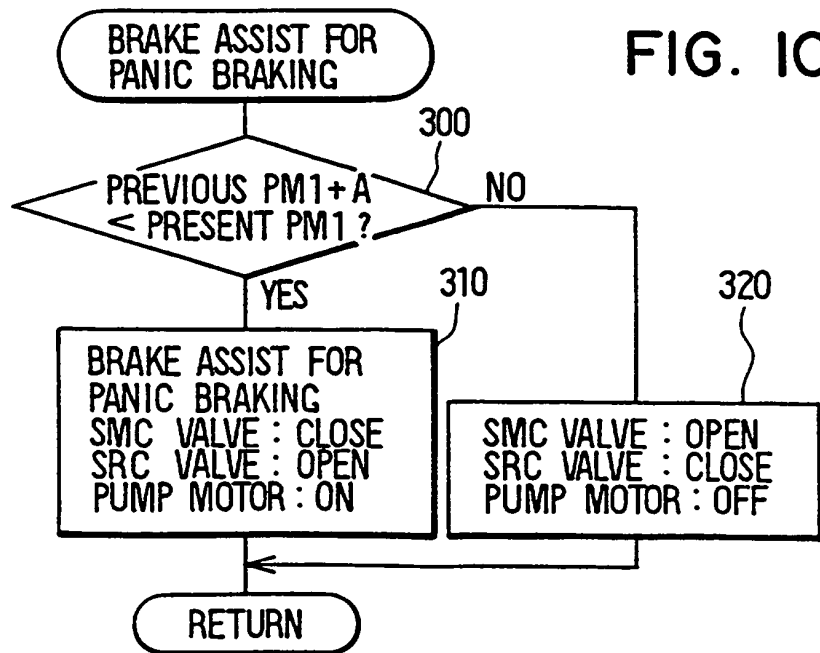 BRAKE ASSIST FOR
PANIC BRAKING
FIG. 10
300
PREVIOUS PM1+A
< PRESENT PM1 ?
NO
YES
310
320
BRAKE ASSIST FOR
PANIC BRAKING
SMC VALVE : CLOSE
SRC VALVE : OPEN
PUMP MOTOR : ON
SMC VALVE : OPEN
SRC VALVE : CLOSE
PUMP MOTOR : OFF
RETURN